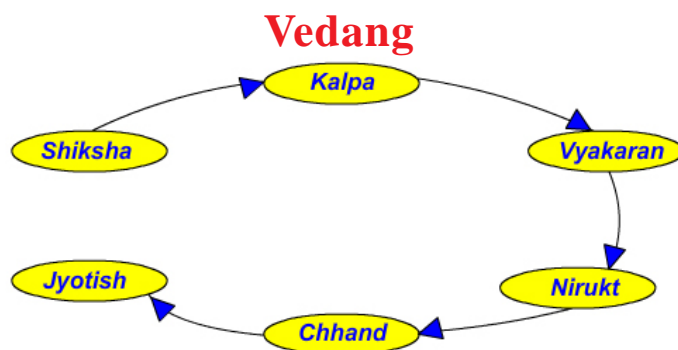 Vedang
Kalpa
Shiksha
Vyakaran
Jyotish
Nirukt
Chhand